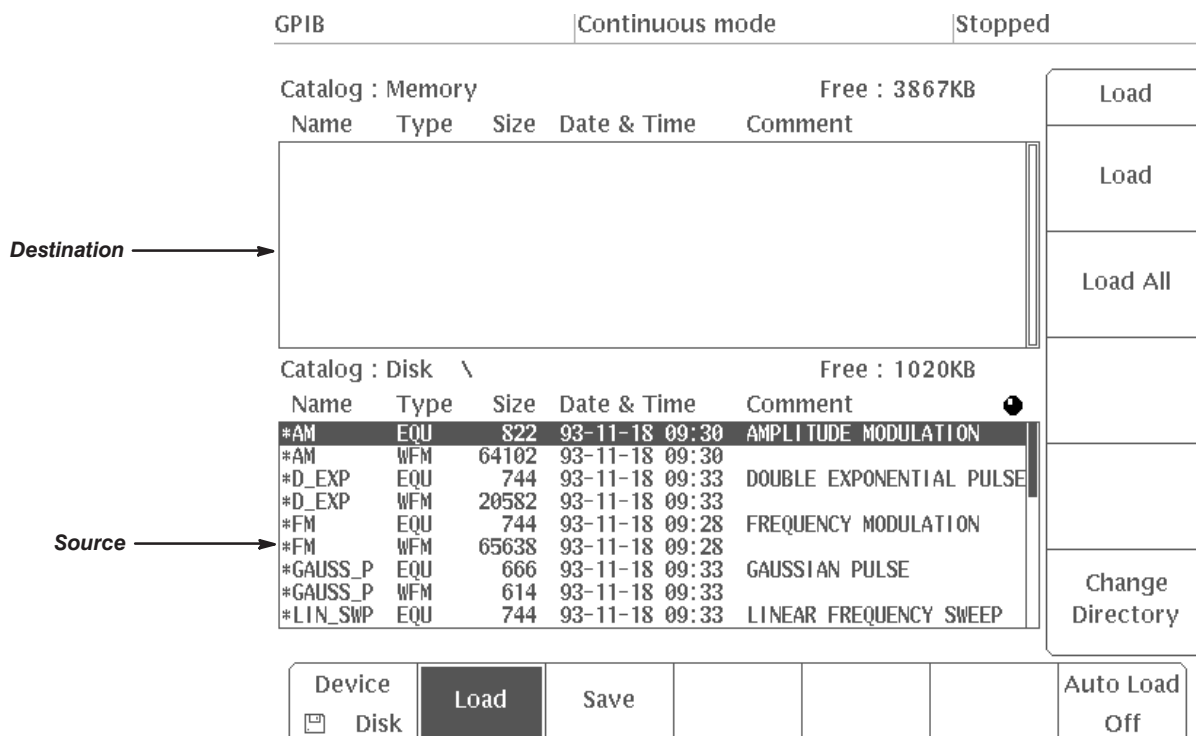 GPIB Continuous mode Stopped
Catalog : Memory Free : 3867KB
Name Type Size Date & Time Comment
Destination
Catalog : Disk \ Free : 1020KB
Name Type Size Date & Time Comment
*AM EQU 822 93-11-18 09:30 AMPLITUDE MODULATION
*AM WFM 64102 93-11-18 09:30
*D_EXP EQU 744 93-11-18 09:33 DOUBLE EXPONENTIAL PULSE
*D_EXP WFM 20582 93-11-18 09:33
*FM EQU 744 93-11-18 09:28 FREQUENCY MODULATION
Source
*FM WFM 65638 93-11-18 09:28
*GAUSS_P EQU 666 93-11-18 09:33 GAUSSIAN PULSE
*GAUSS_P WFM 614 93-11-18 09:33
*LIN_SWP EQU 744 93-11-18 09:33 LINEAR FREQUENCY SWEEP
Load
Load
Load All
Change
Directory
Device
Disk
Load
Save
Auto Load
Off